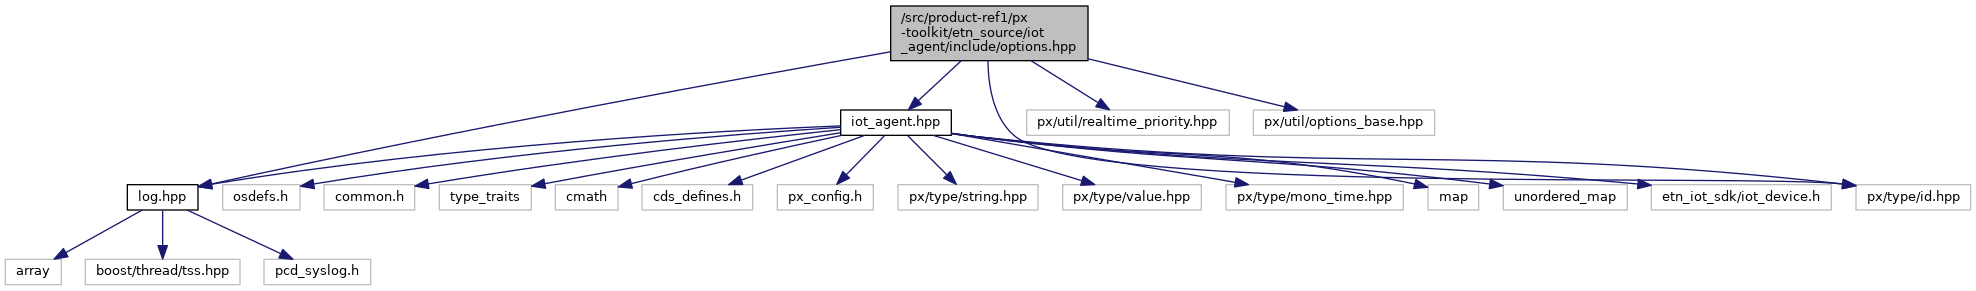 /src/product-ref1/px
-toolkit/etn_source/iot
_agent/include/options.hpp
iot_agent.hpp
px/util/realtime_priority.hpp
px/util/options_base.hpp
log.hpp
osdefs.h
common.h
type_traits
cmath
cds_defines.h
px_config.h
px/type/string.hpp
px/type/value.hpp
px/type/mono_time.hpp
map
unordered_map
etn_iot_sdk/iot_device.h
px/type/id.hpp
array
boost/thread/tss.hpp
pcd_syslog.h